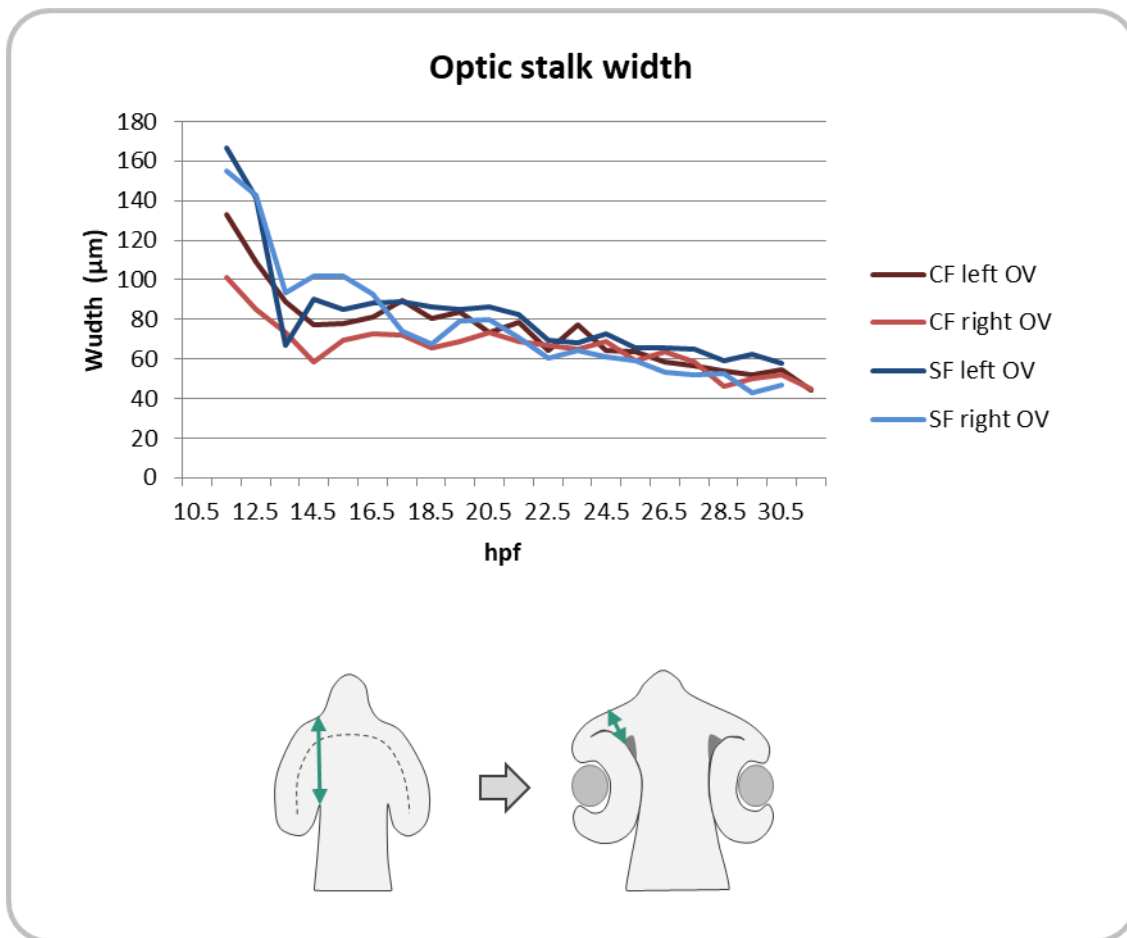 Optic stalk width
180
160
140
120
100
80
60
40
20
0
Wudth (µm)
10.5 12.5 14.5 16.5 18.5 20.5 22.5 24.5 26.5 28.5 30.5
hpf
CF left OV
CF right OV
SF left OV
SF right OV